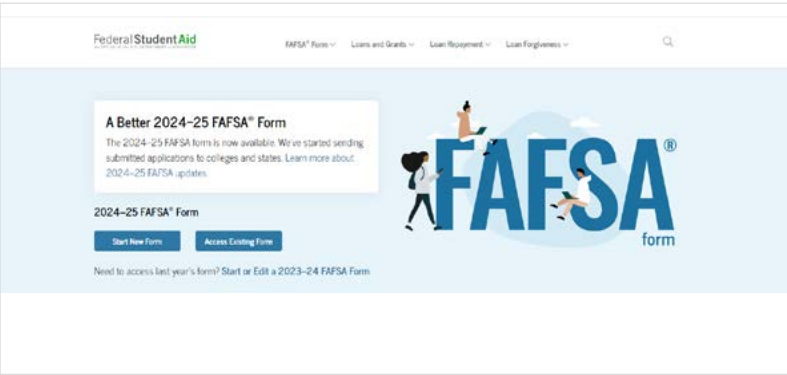 Federal Student Aid
FAFSA® Form
Loans and Grants
Loan Repayment
Loan Forgiveness
A Better 2024–25 FAFSA® Form
The 2024–25 FAFSA form is now available. We've started sending
submitted applications to colleges and states. Learn more about
2024–25 FAFSA updates.
2024–25 FAFSA® Form
Start New Form
Access Existing Form
Need to access last year's form? Start or Edit a 2023–24 FAFSA Form
FAFSA®
form